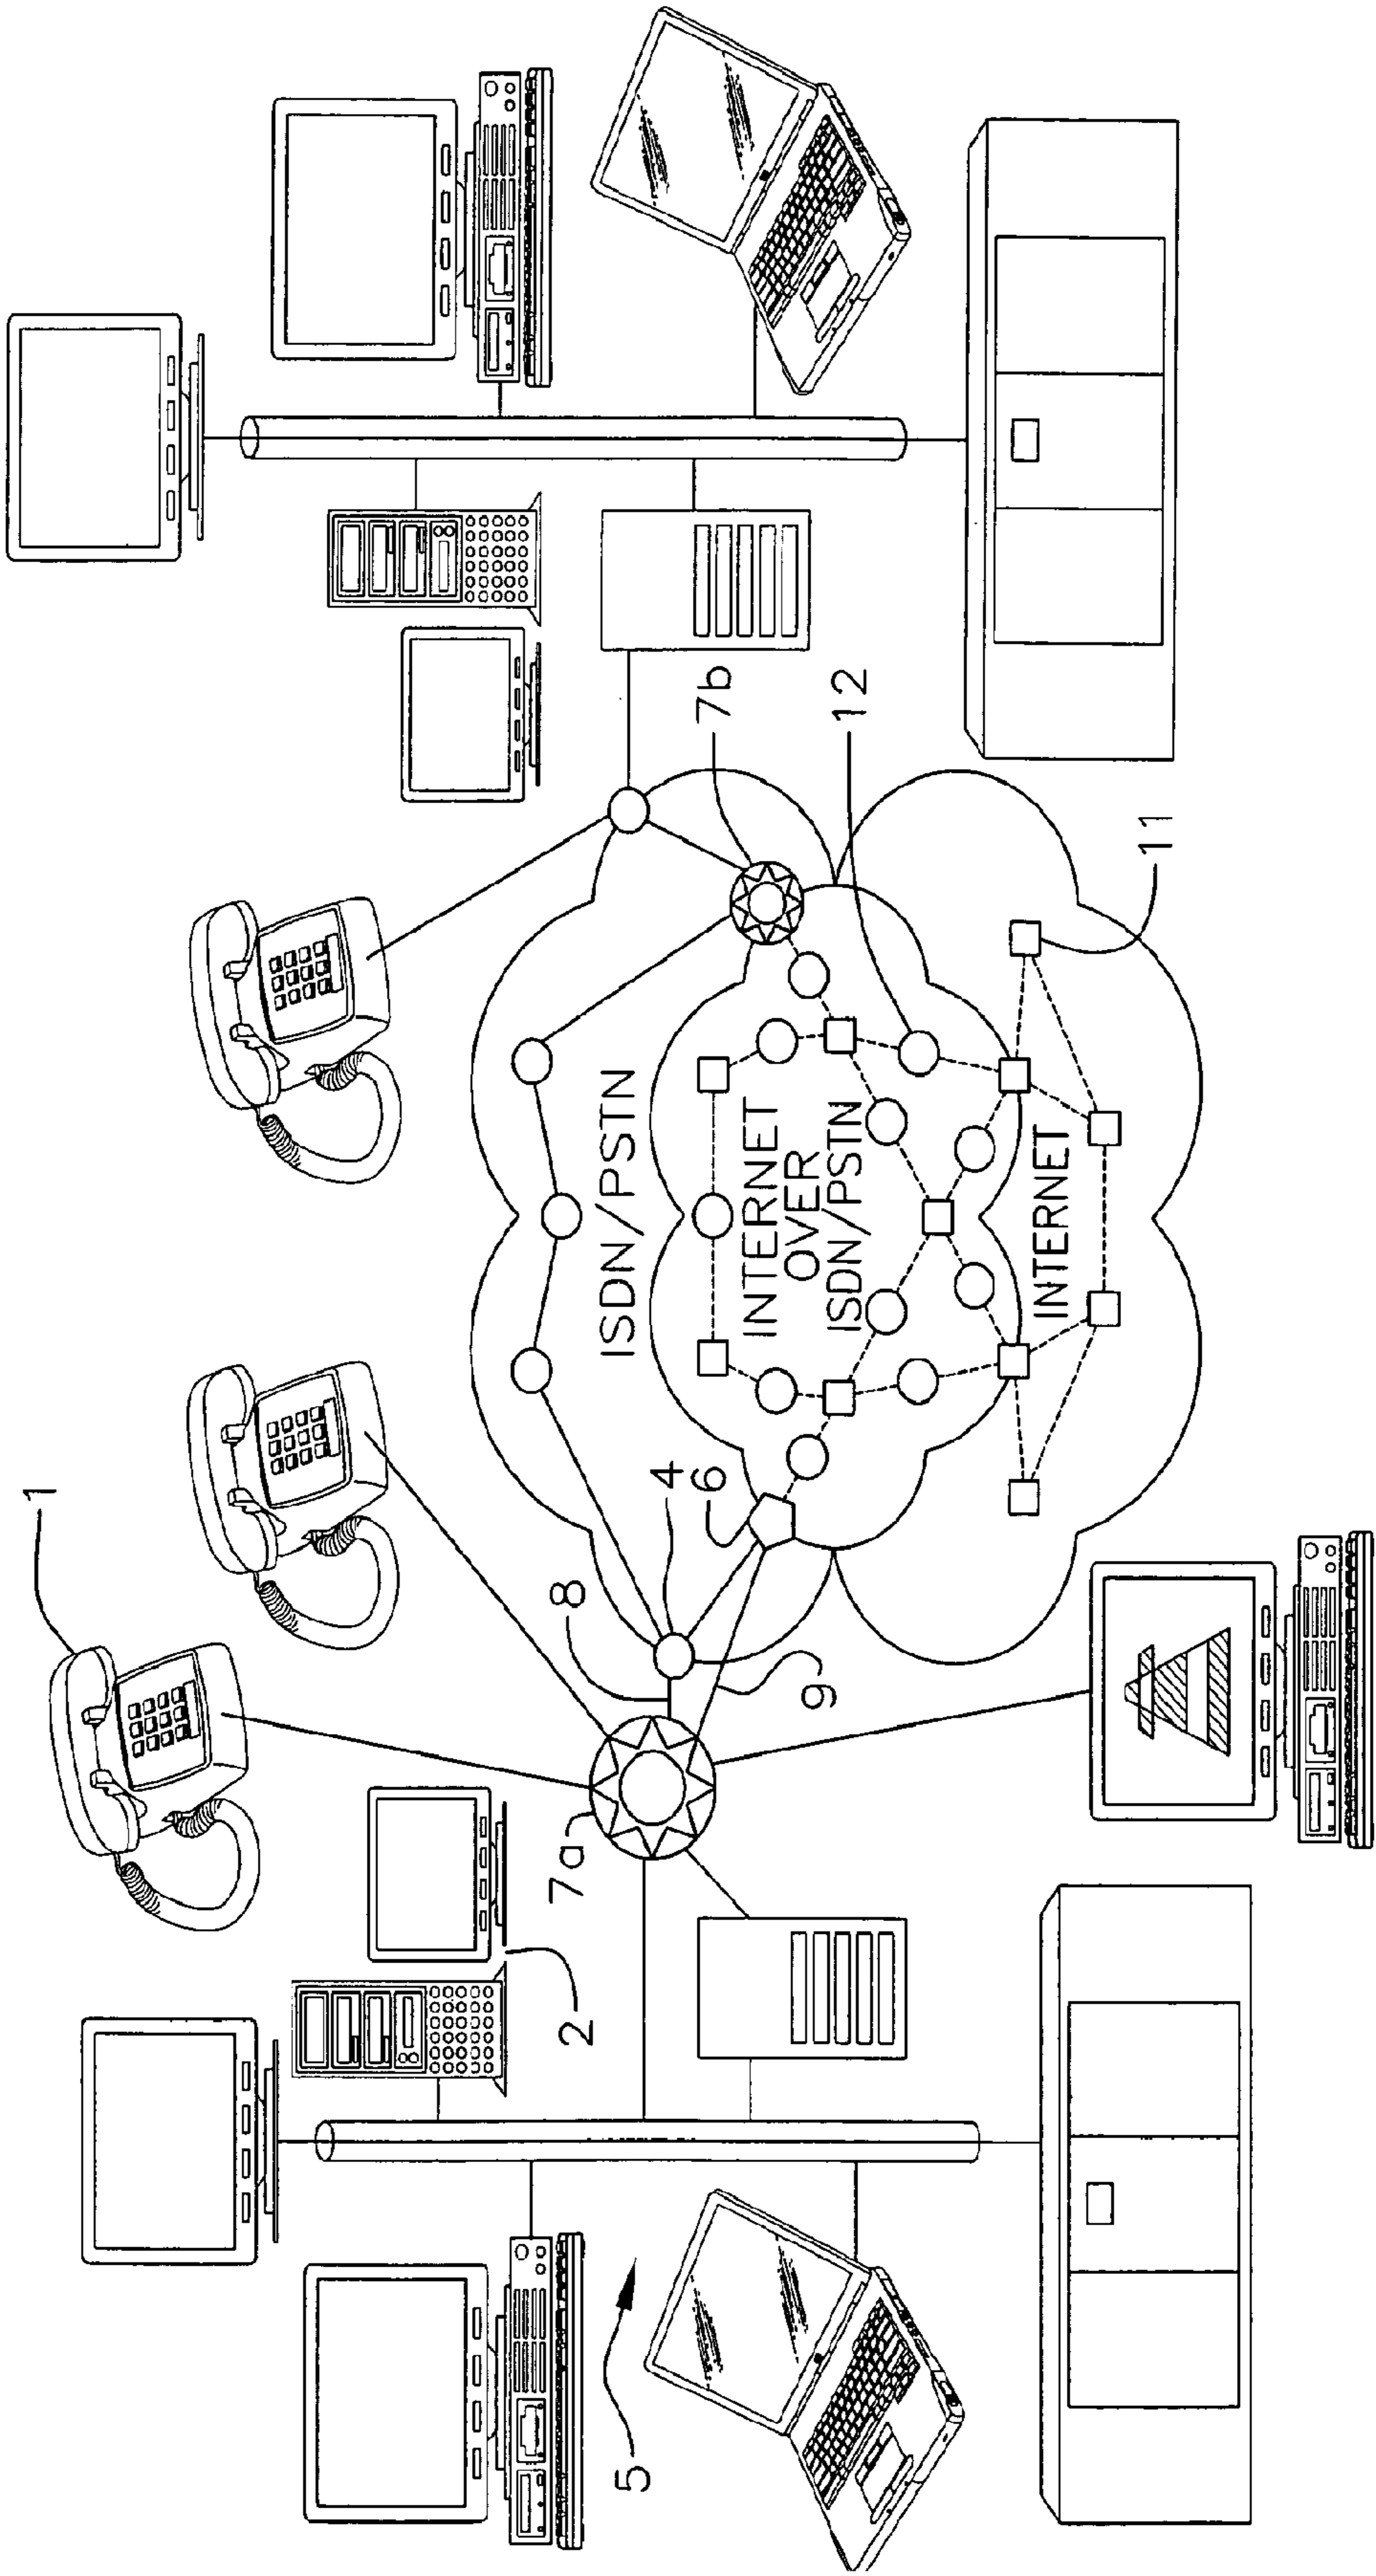 1
2
7a
8
4
6
9
5
ISDN/PSTN
INTERNET
OVER
ISDN/PSTN
INTERNET
7b
12
11